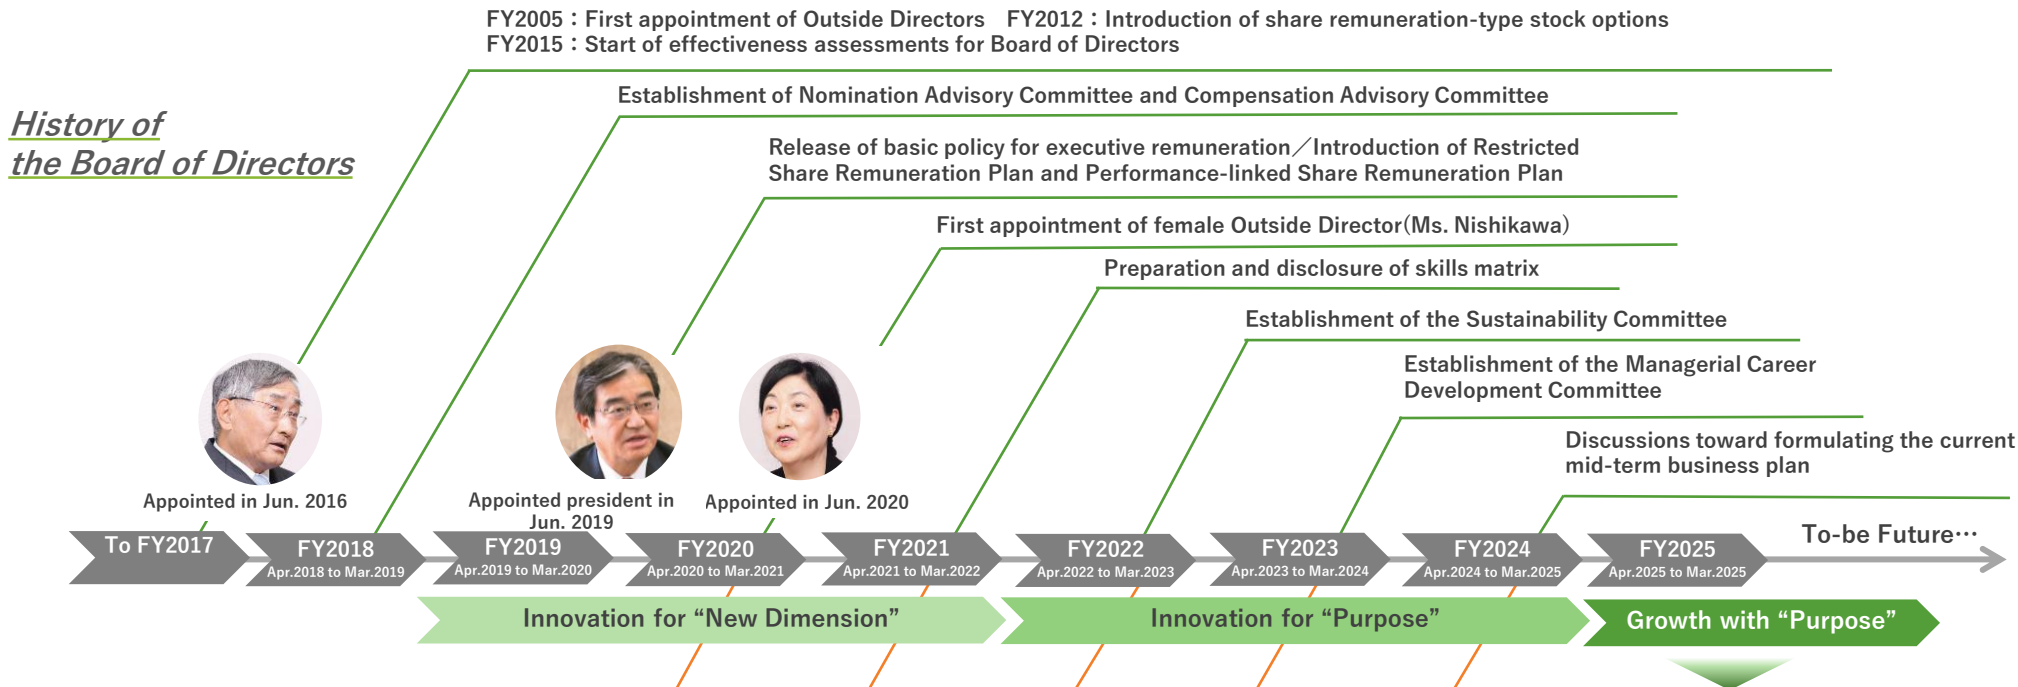 FY2005：First appointment of Outside Directors FY2012：Introduction of share remuneration-type stock options
FY2015：Start of effectiveness assessments for Board of Directors
History of
the Board of Directors
Establishment of Nomination Advisory Committee and Compensation Advisory Committee
Release of basic policy for executive remuneration／Introduction of Restricted
Share Remuneration Plan and Performance-linked Share Remuneration Plan
First appointment of female Outside Director(Ms. Nishikawa)
Preparation and disclosure of skills matrix
Establishment of the Sustainability Committee
Establishment of the Managerial Career
Development Committee
Discussions toward formulating the current
mid-term business plan
Appointed in Jun. 2016
Appointed president in
Jun. 2019
Appointed in Jun. 2020
To FY2017
FY2018
Apr.2018 to Mar.2019
FY2019
Apr.2019 to Mar.2020
FY2020
Apr.2020 to Mar.2021
FY2021
Apr.2021 to Mar.2022
FY2022
Apr.2022 to Mar.2023
FY2023
Apr.2023 to Mar.2024
FY2024
Apr.2024 to Mar.2025
FY2025
Apr.2025 to Mar.2025
To-be Future…
Innovation for “New Dimension”
Innovation for “Purpose”
Growth with “Purpose”